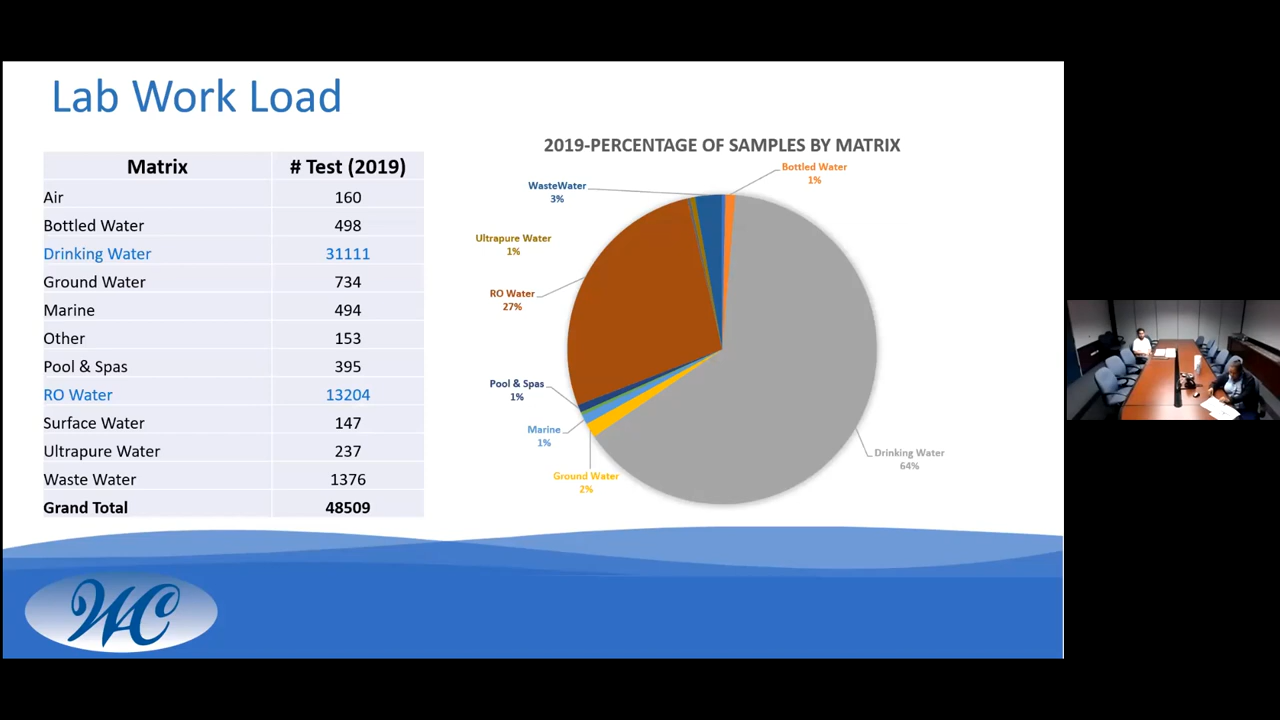 Lab Work Load
Matrix # Test (2019)
Air 160
Bottled Water 498
Drinking Water 31111
Ground Water 734
Marine 494
Other 153
Pool & Spas 395
RO Water 13204
Surface Water 147
Ultrapure Water 237
Waste Water 1376
Grand Total 48509
2019-PERCENTAGE OF SAMPLES BY MATRIX
Bottled Water
1%
WasteWater
3%
Ultrapure Water
1%
RO Water
27%
Pool & Spas
1%
Marine
1%
Ground Water
2%
Drinking Water
64%
WC